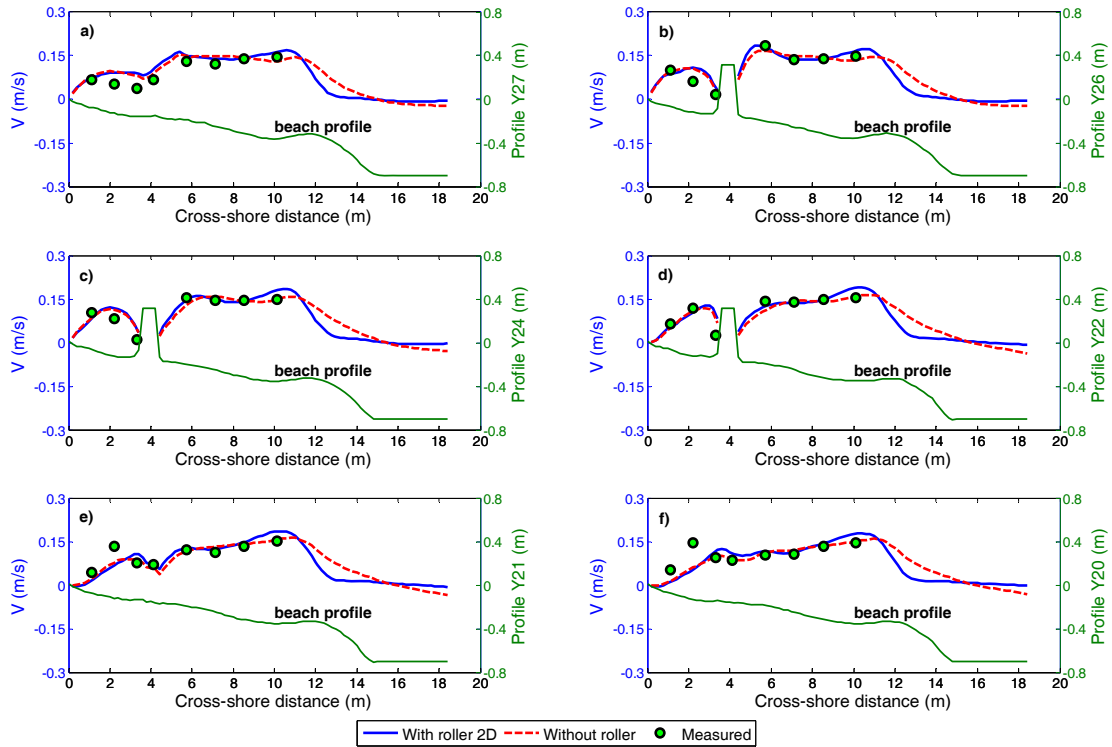 a)
0.3
0.15
0
-0.15
-0.3
V (m/s)
0.8
0.4
0
-0.4
-0.8
Profile Y27 (m)
beach profile
0 2 4 6 8 10 12 14 16 18 20
Cross-shore distance (m)
b)
0.3
0.15
0
-0.15
-0.3
V (m/s)
0.8
0.4
0
-0.4
-0.8
Profile Y26 (m)
beach profile
0 2 4 6 8 10 12 14 16 18 20
Cross-shore distance (m)
c)
0.3
0.15
0
-0.15
-0.3
V (m/s)
0.8
0.4
0
-0.4
-0.8
Profile Y24 (m)
beach profile
0 2 4 6 8 10 12 14 16 18 20
Cross-shore distance (m)
d)
0.3
0.15
0
-0.15
-0.3
V (m/s)
0.8
0.4
0
-0.4
-0.8
Profile Y22 (m)
beach profile
0 2 4 6 8 10 12 14 16 18 20
Cross-shore distance (m)
e)
0.3
0.15
0
-0.15
-0.3
V (m/s)
0.8
0.4
0
-0.4
-0.8
Profile Y21 (m)
beach profile
0 2 4 6 8 10 12 14 16 18 20
Cross-shore distance (m)
f)
0.3
0.15
0
-0.15
-0.3
V (m/s)
0.8
0.4
0
-0.4
-0.8
Profile Y20 (m)
beach profile
0 2 4 6 8 10 12 14 16 18 20
Cross-shore distance (m)
With roller 2D Without roller Measured